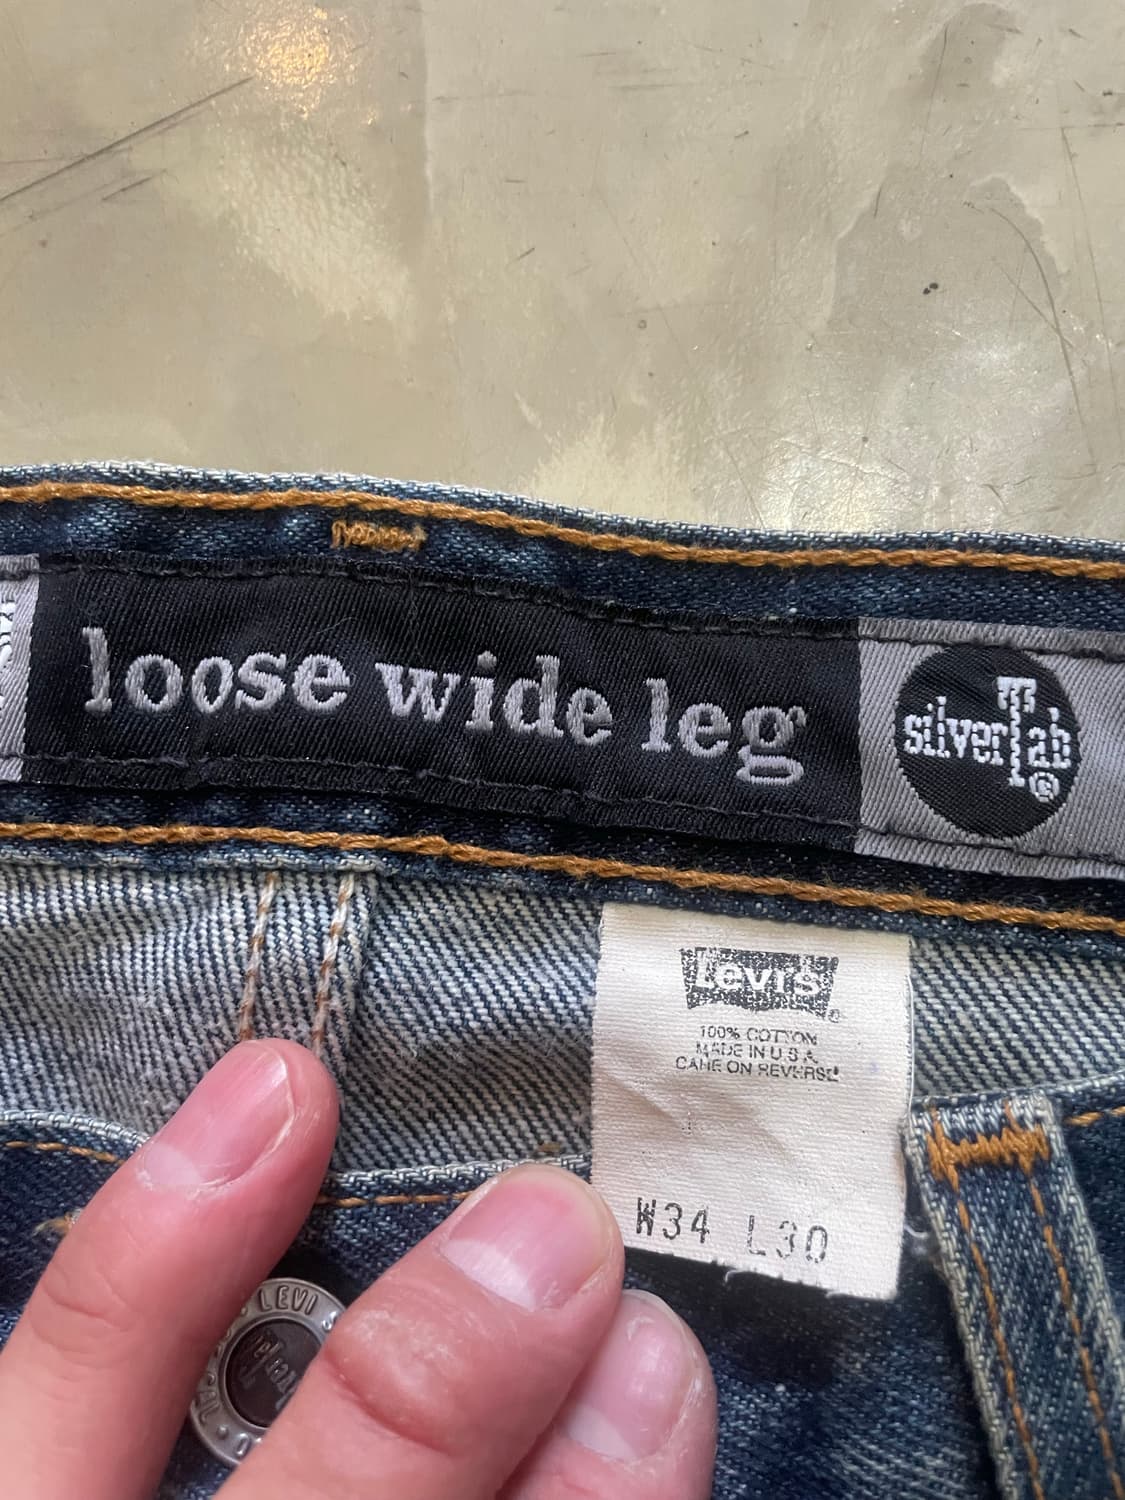 loose wide leg
silverTab®
Levi's®
100% COTTON
MADE IN U.S.A.
CARE ON REVERSE
W34 L30
LEVI S